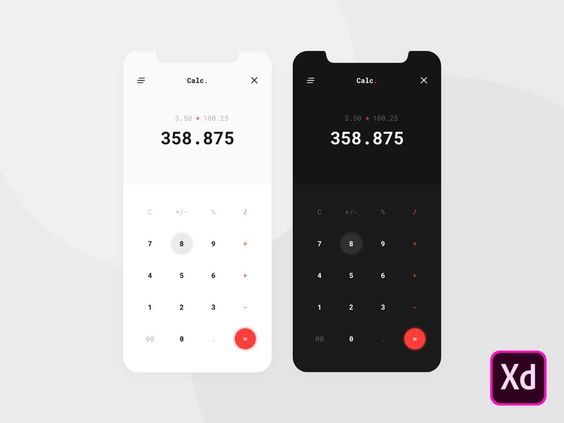 Calc.
3.50 * 100.25
358.875
C +/- % /
7 8 9 *
4 5 6 +
1 2 3 -
00 0 . =
Calc.
3.50 * 100.25
358.875
C +/- % /
7 8 9 *
4 5 6 +
1 2 3 -
00 0 . =
Xd